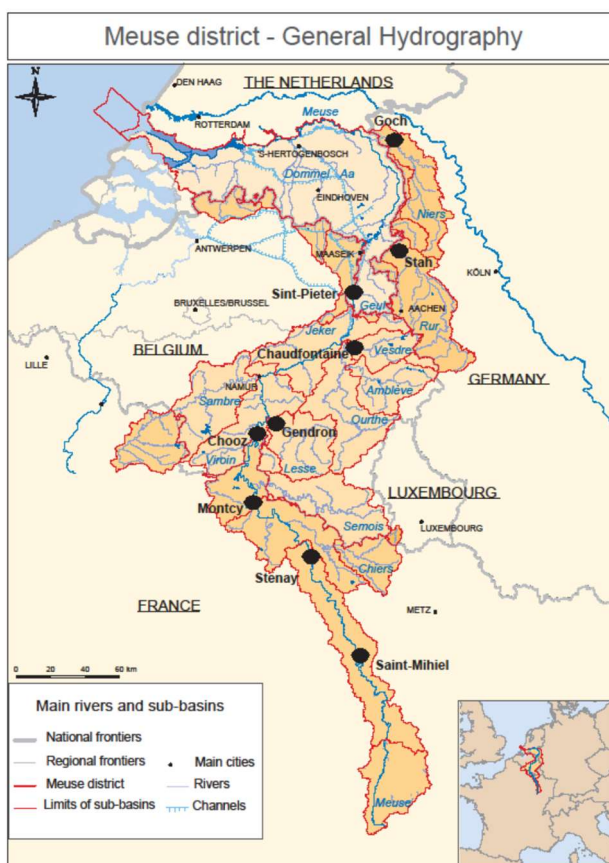 Meuse district - General Hydrography
N
DEN HAAG
THE NETHERLANDS
ROTTERDAM
Meuse
Goch
S-HERTOGENBOSCH
Dommel Aa
EINDHOVEN
Niers
ANTWERPEN
MAASEIK
Stah
KÖLN
Sint-Pieter
BRUXELLES/BRUSSEL
Geul
AACHEN
Rur
Jeker
BELGIUM
Chaudfontaine
Vesdre
LILLE
GERMANY
NAMUR
Amblève
Sambre
Ourthe
Gendron
Chooz
Viroin
Lesse
LUXEMBOURG
Montcy
Semois
LUXEMBOURG
Stenay
Chiers
FRANCE
METZ
Saint-Mihiel
0 20 40 60 km
Meuse
Main rivers and sub-basins
National frontiers
Regional frontiers
Main cities
Meuse district
Rivers
Limits of sub-basins
Channels